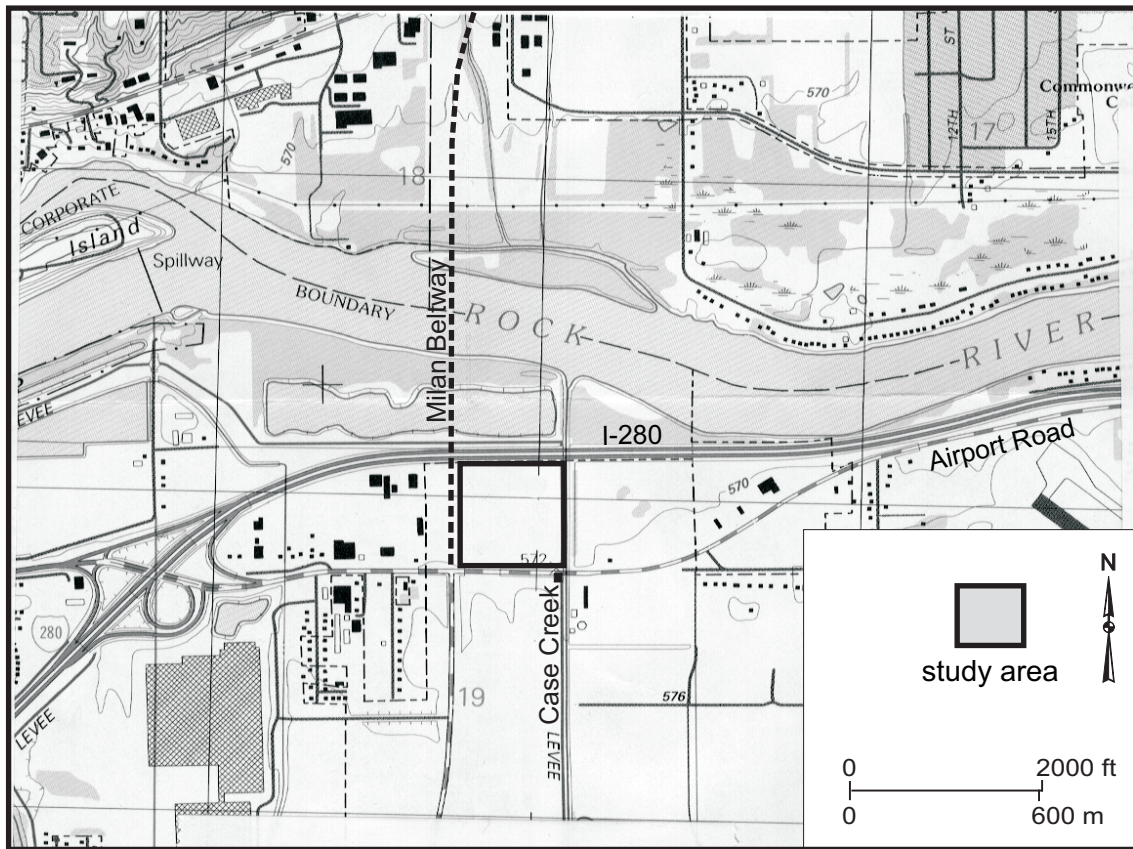 570
ST
Commonwe
C
570
12TH
17
15TH
18
CORPORATE
Island
Spillway
BOUNDARY
ROCK
RIVER
Milan Beltway
LEVEE
I-280
Airport Road
570
572
280
LEVEE
19
Case Creek
LEVEE
576
N
study area
0 2000 ft
0 600 m